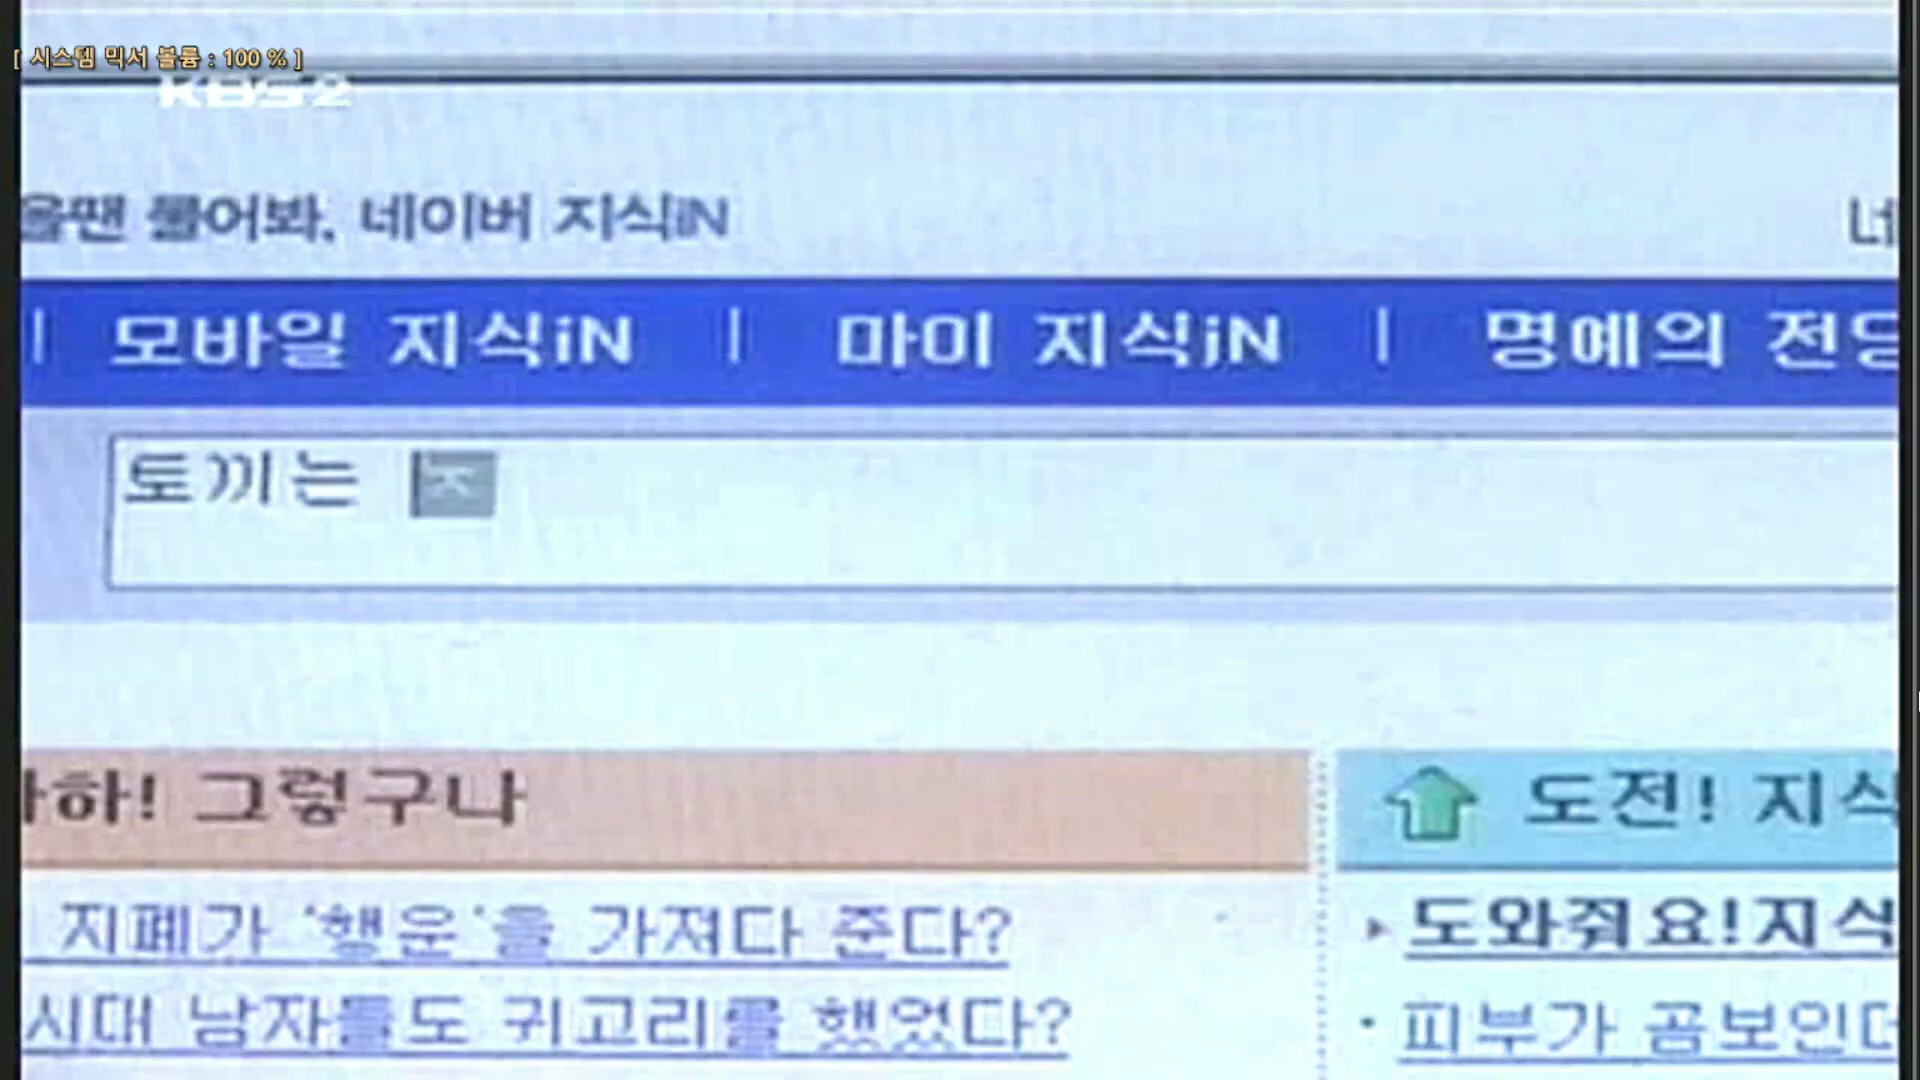 [ 시스템 믹서 볼륨 : 100 % ]
KBS2
물어봐, 네이버 지식iN
네
| 모바일 지식iN | 마이 지식iN | 명예의 전당
토끼는 ㅈ
하! 그렇구나
도전! 지식
지폐가 '행운'을 가져다 준다?
도와줘요!지식
시대 남자들도 귀고리를 했었다?
피부가 곰보인데